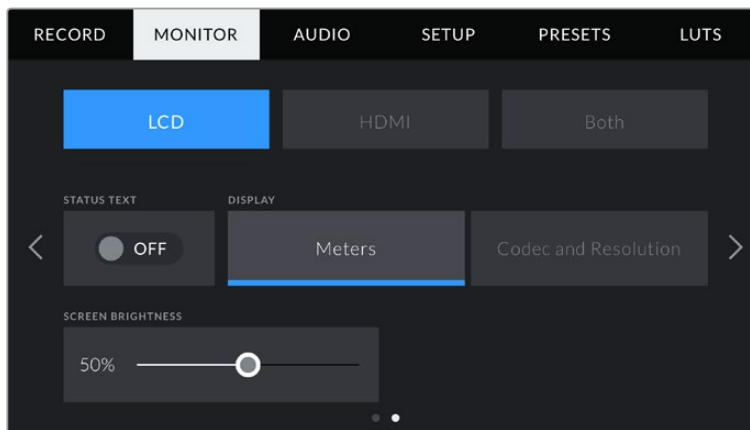 RECORD MONITOR AUDIO SETUP PRESETS LUTS
LCD HDMI Both
STATUS TEXT DISPLAY
OFF Meters Codec and Resolution
SCREEN BRIGHTNESS
50%